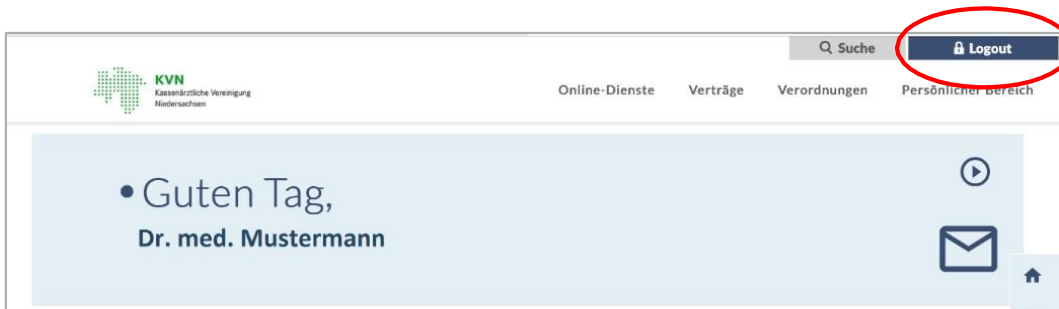 Suche
Logout
KVN
Kassenärztliche Vereinigung
Niedersachsen
Online-Dienste Verträge Verordnungen Persönlicher Bereich
• Guten Tag,
Dr. med. Mustermann